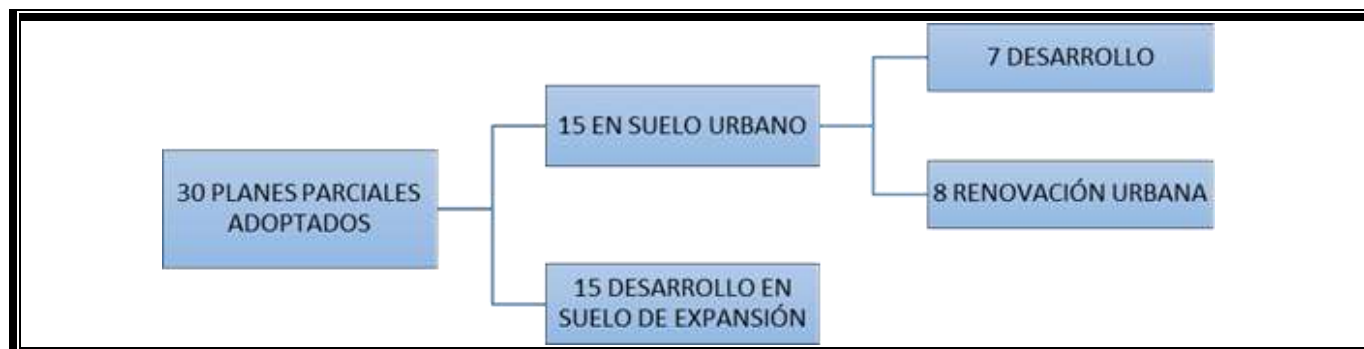 30 PLANES PARCIALES
ADOPTADOS
15 EN SUELO URBANO
7 DESARROLLO
8 RENOVACIÓN URBANA
15 DESARROLLO EN
SUELO DE EXPANSIÓN